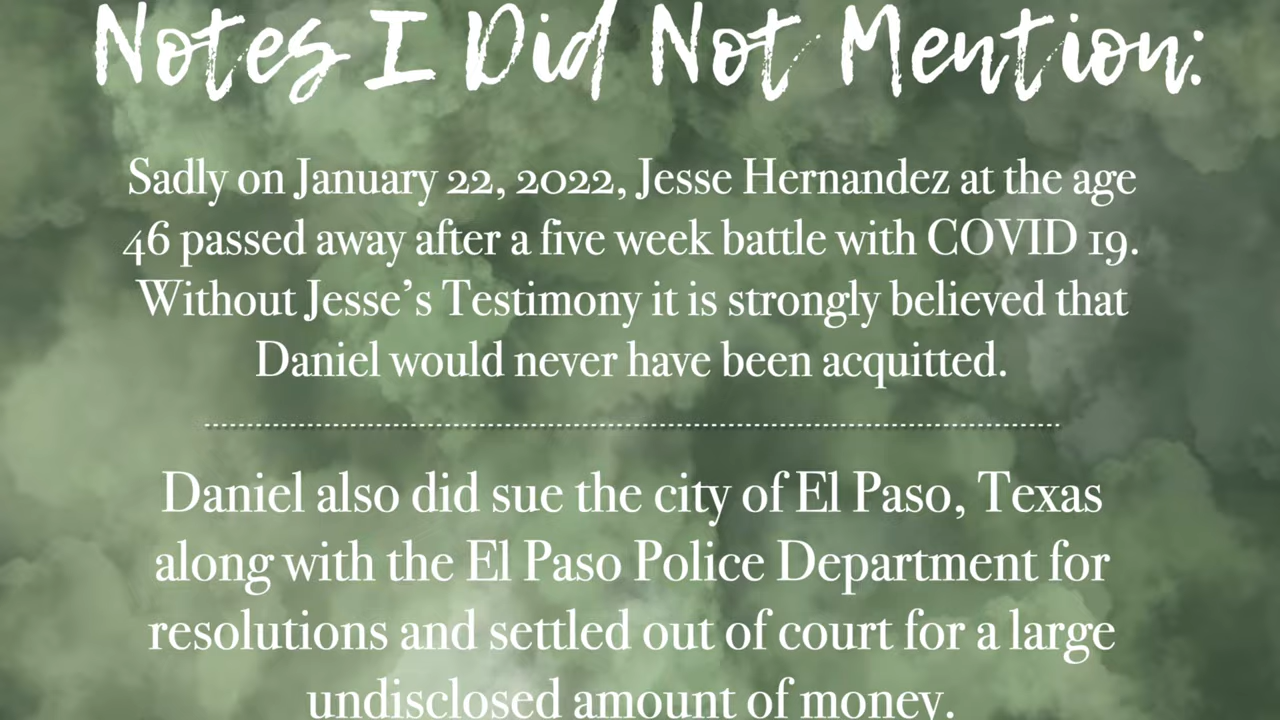 Notes I Did Not Mention:
Sadly on January 22, 2022, Jesse Hernandez at the age
46 passed away after a five week battle with COVID 19.
Without Jesse's Testimony it is strongly believed that
Daniel would never have been acquitted.
Daniel also did sue the city of El Paso, Texas
along with the El Paso Police Department for
resolutions and settled out of court for a large
undisclosed amount of money.